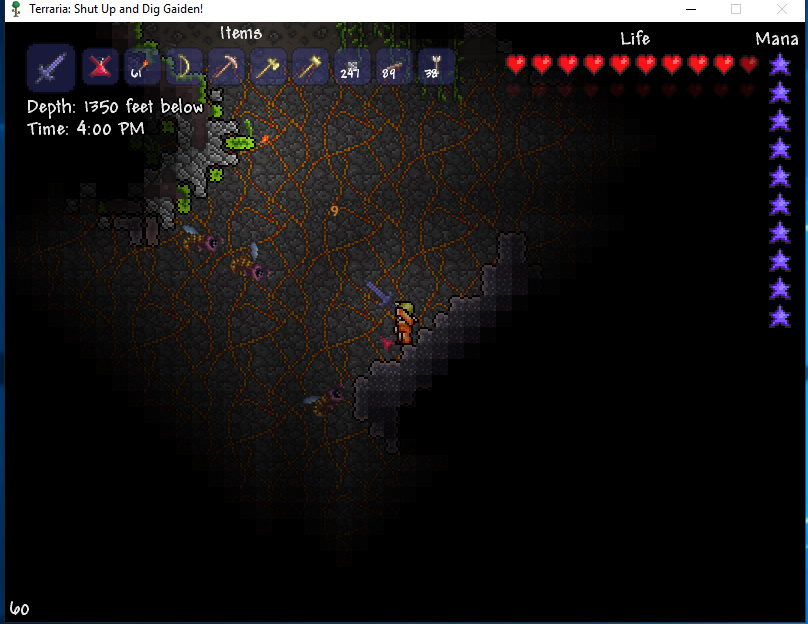 Terraria: Shut Up and Dig Gaiden!
Items
Life
Mana
61
247
89
38
Depth: 1350 feet below
Time: 4:00 PM
9
60